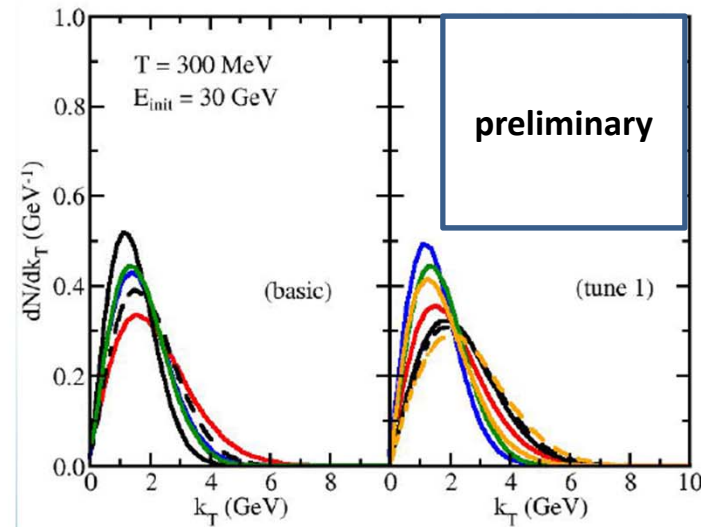 1.0
0.8
0.6
0.4
0.2
0.0
dN/dk_T (GeV^-1)
T = 300 MeV
E_init = 30 GeV
(basic)
preliminary
(tune 1)
0 2 4 6 8 0 2 4 6 8 10
k_T (GeV) k_T (GeV)